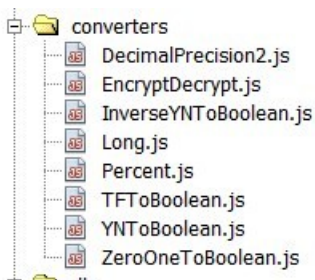 converters
DecimalPrecision2.js
EncryptDecrypt.js
InverseYNToBoolean.js
Long.js
Percent.js
TFToBoolean.js
YNToBoolean.js
ZeroOneToBoolean.js